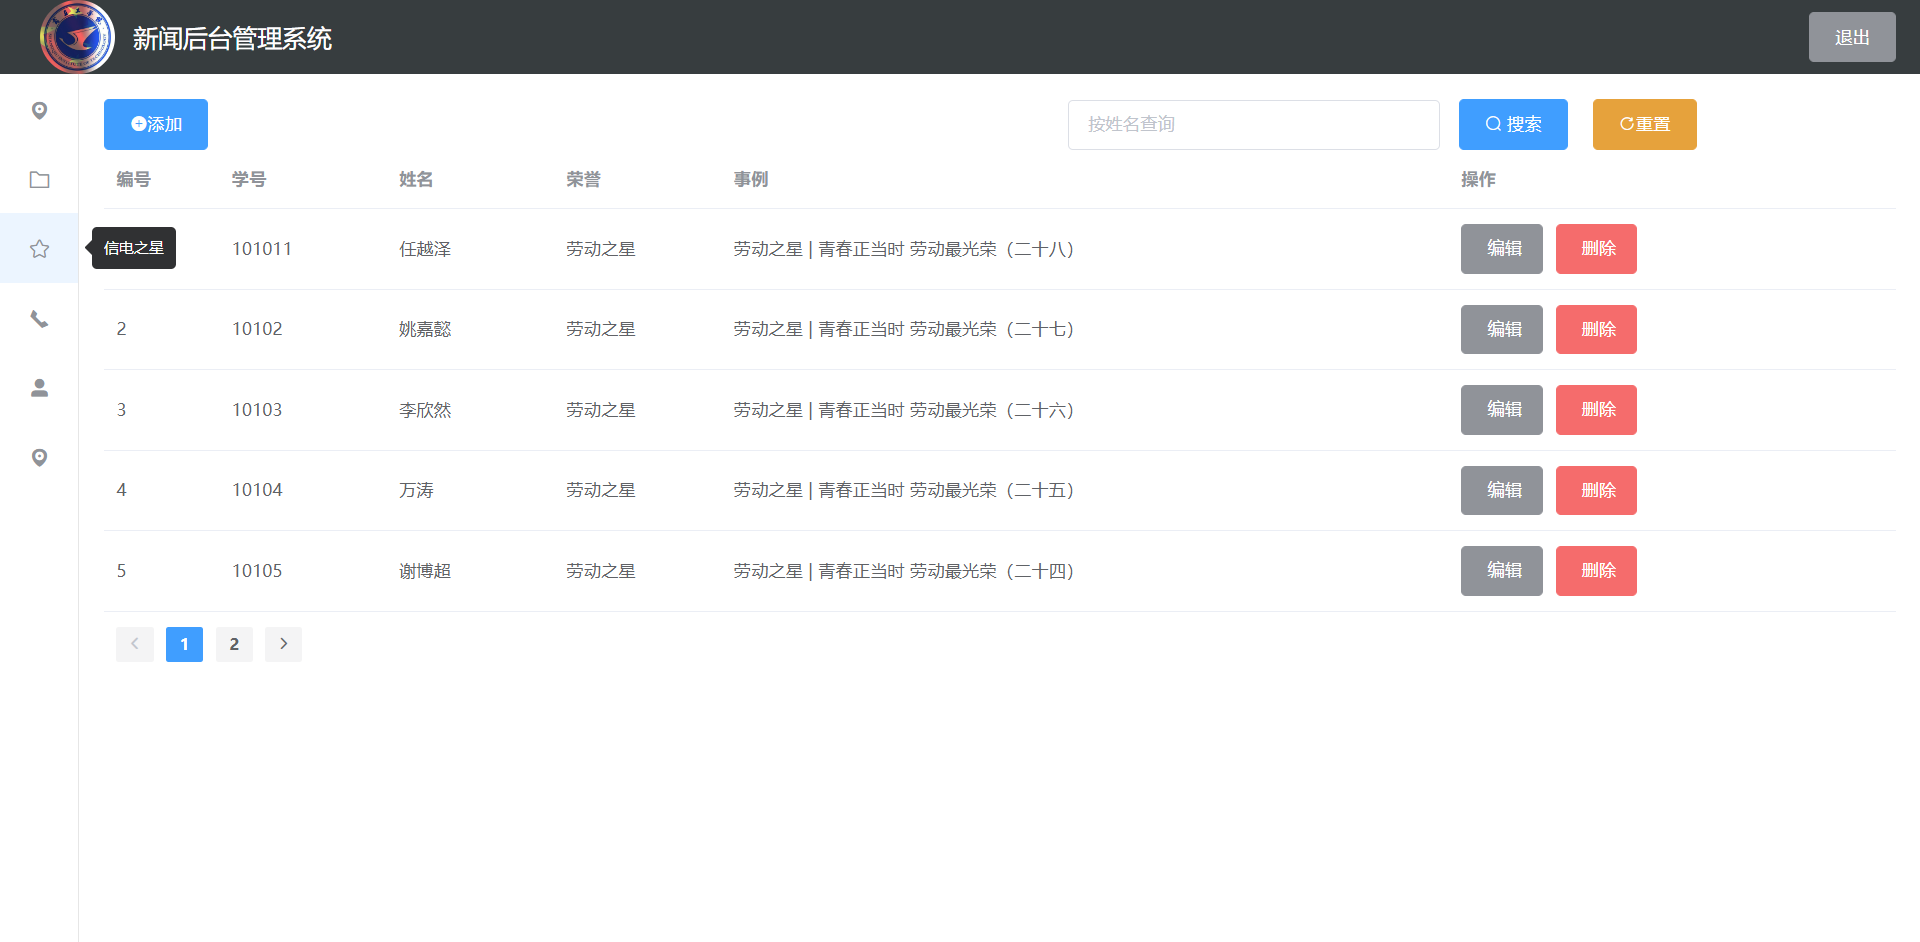 新闻后台管理系统
退出
添加
按姓名查询
搜索
重置
编号 学号 姓名 荣誉 事例 操作
信电之星
101011 任越泽 劳动之星 劳动之星 | 青春正当时 劳动最光荣（二十八） 编辑 删除
2 10102 姚嘉懿 劳动之星 劳动之星 | 青春正当时 劳动最光荣（二十七） 编辑 删除
3 10103 李欣然 劳动之星 劳动之星 | 青春正当时 劳动最光荣（二十六） 编辑 删除
4 10104 万涛 劳动之星 劳动之星 | 青春正当时 劳动最光荣（二十五） 编辑 删除
5 10105 谢博超 劳动之星 劳动之星 | 青春正当时 劳动最光荣（二十四） 编辑 删除
1 2